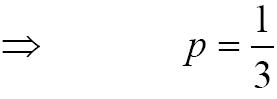 ⇒ p = 1/3